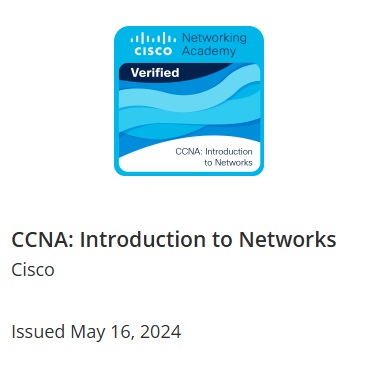 CISCO
Networking
Academy
Verified
CCNA: Introduction
to Networks
CCNA: Introduction to Networks
Cisco
Issued May 16, 2024